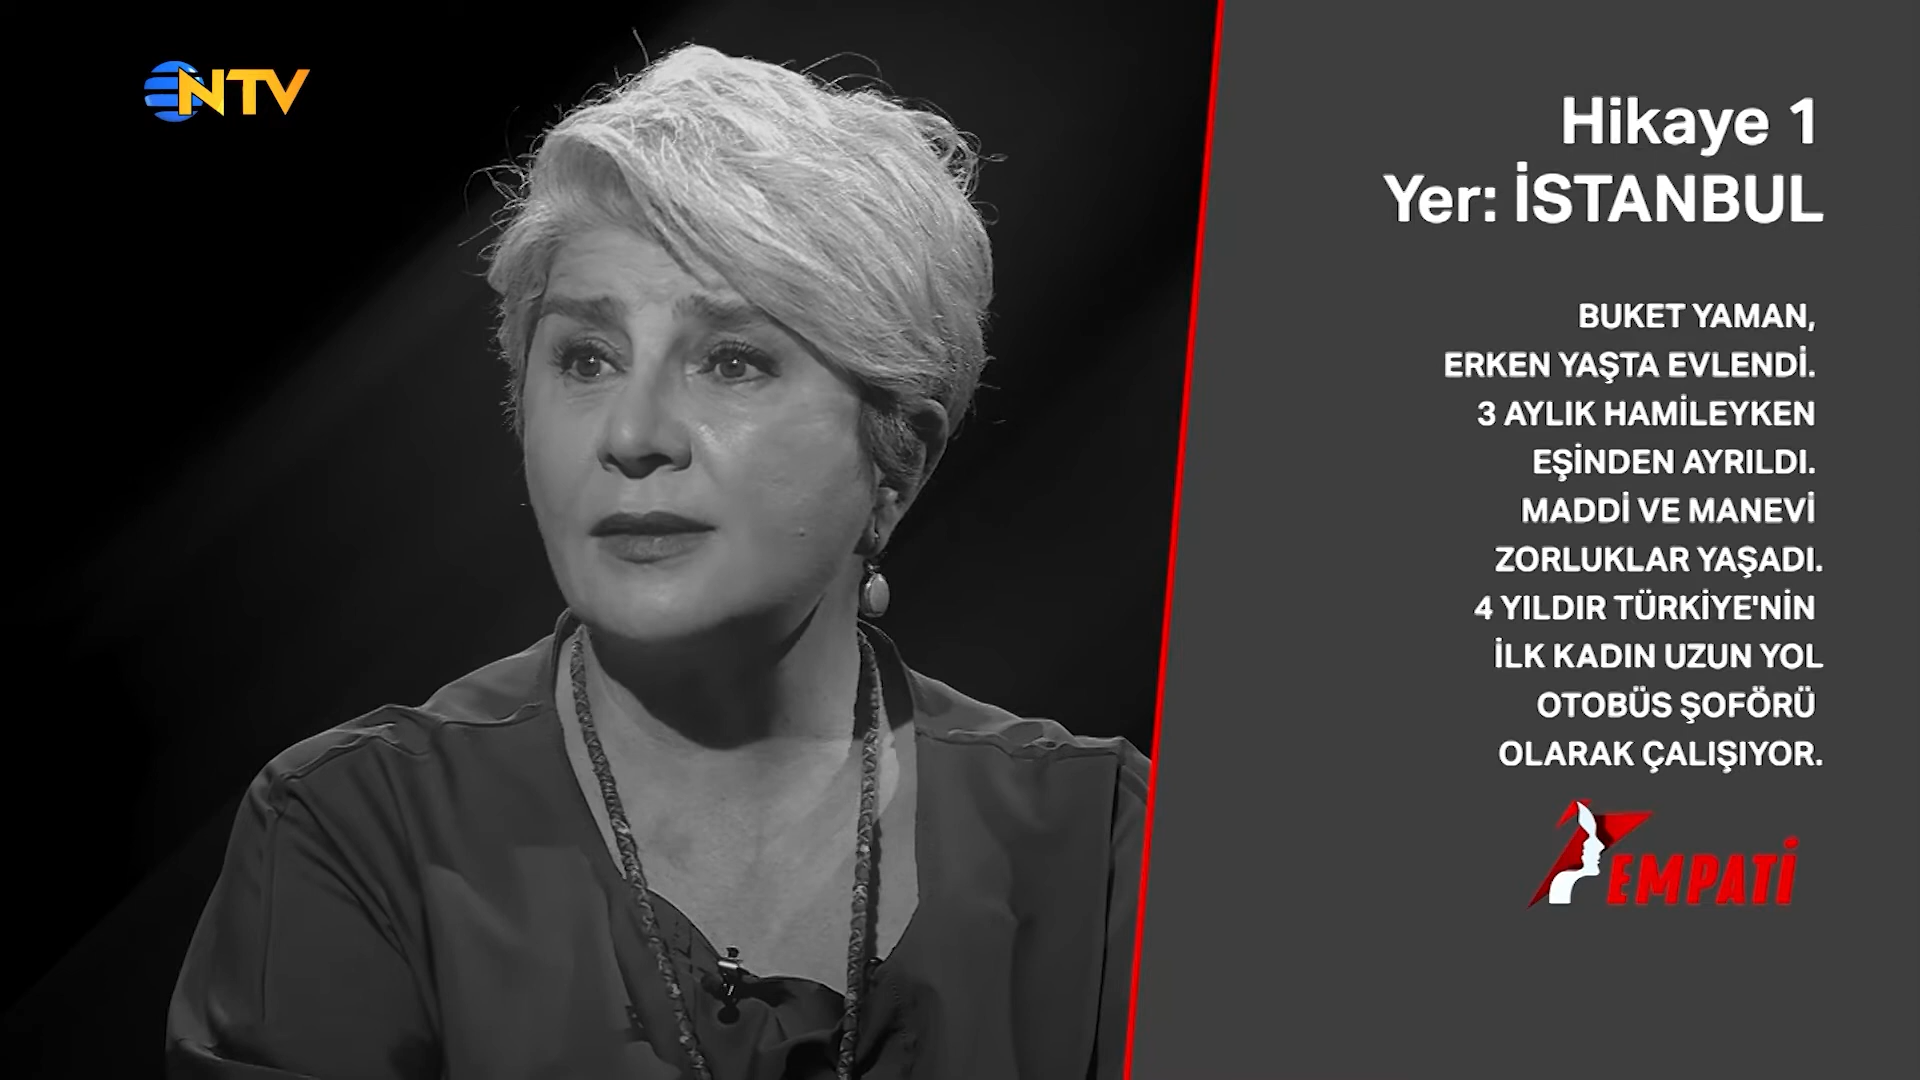 NTV
Hikaye 1
Yer: İSTANBUL
BUKET YAMAN,
ERKEN YAŞTA EVLENDİ.
3 AYLIK HAMİLEYKEN
EŞİNDEN AYRILDI.
MADDİ VE MANEVİ
ZORLUKLAR YAŞADI.
4 YILDIR TÜRKİYE'NİN
İLK KADIN UZUN YOL
OTOBÜS ŞOFÖRÜ
OLARAK ÇALIŞIYOR.
EMPATİ